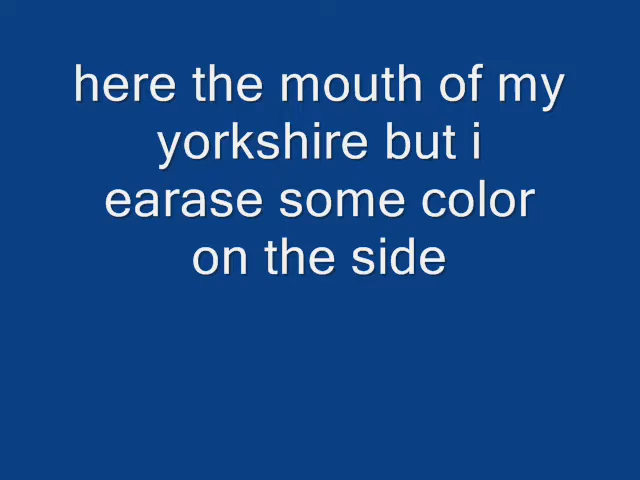 here the mouth of my
yorkshire but i
earase some color
on the side